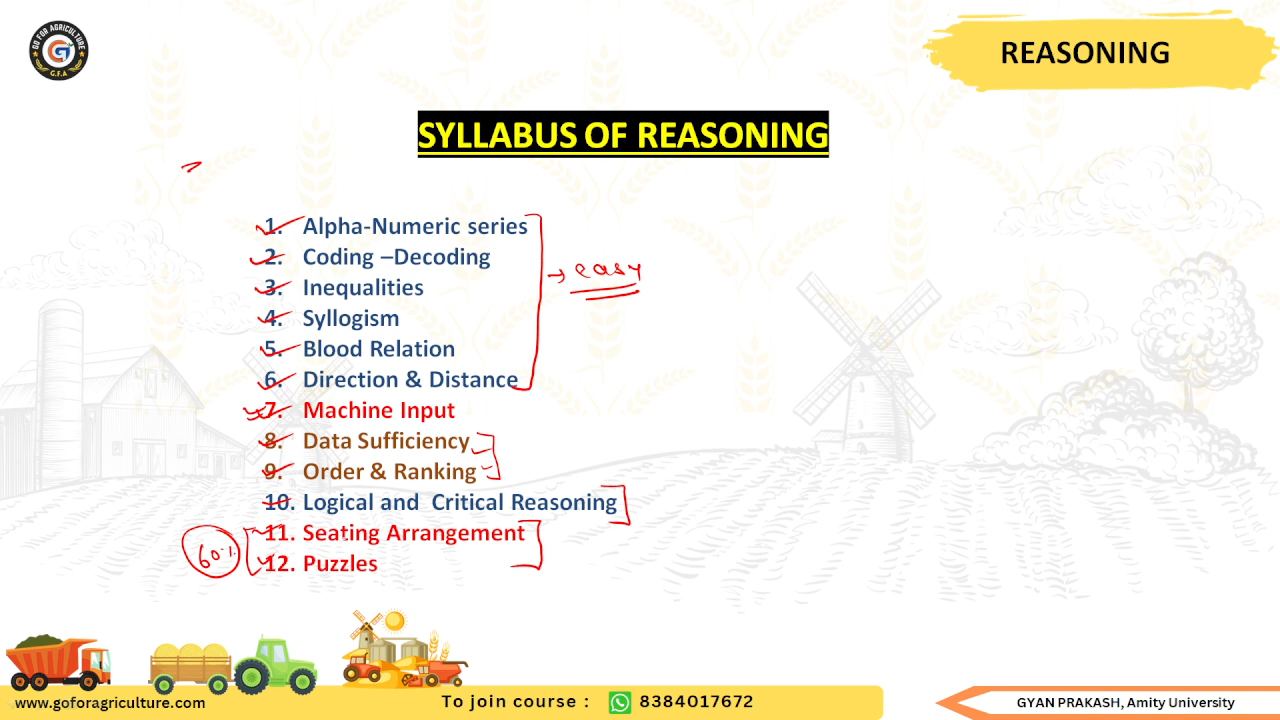 GO FOR AGRICULTURE
G.F.A
REASONING
SYLLABUS OF REASONING
1. Alpha-Numeric series
2. Coding –Decoding
3. Inequalities
→ easy
4. Syllogism
5. Blood Relation
6. Direction & Distance
7. Machine Input
8. Data Sufficiency
9. Order & Ranking
10. Logical and Critical Reasoning
11. Seating Arrangement
60%
12. Puzzles
www.goforagriculture.com
To join course : 8384017672
GYAN PRAKASH, Amity University